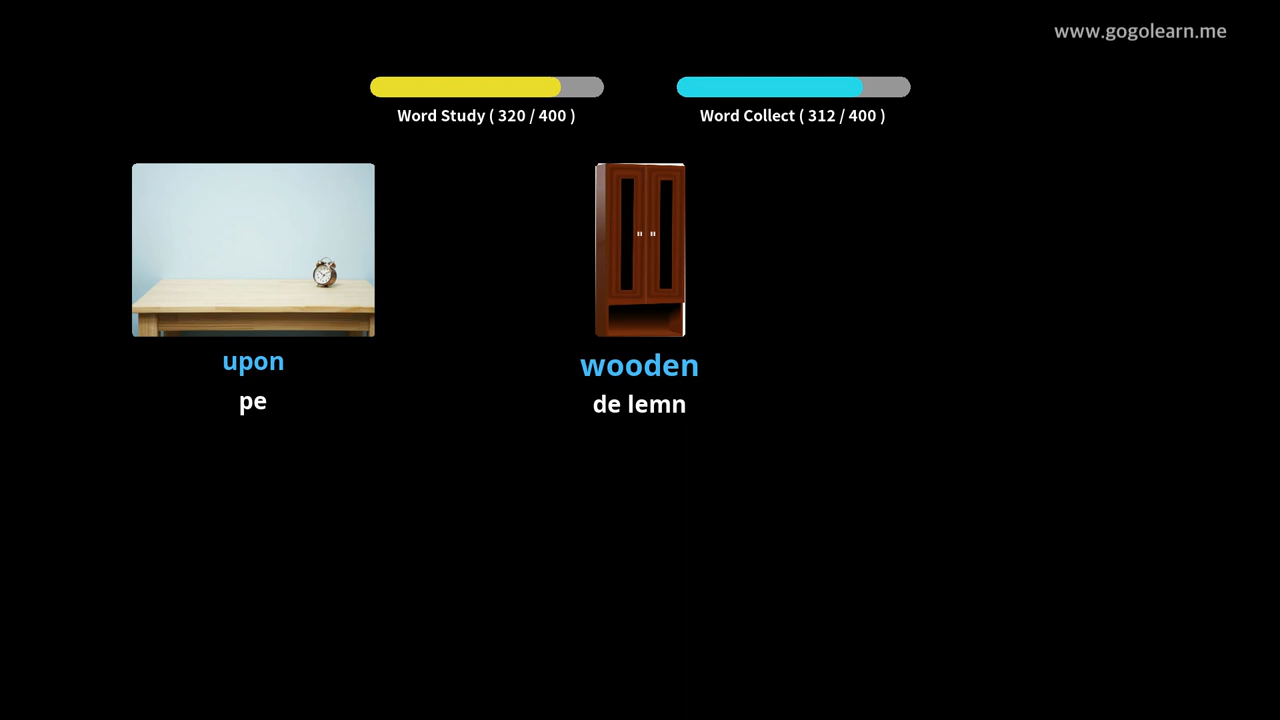 www.gogolearn.me
Word Study ( 320 / 400 )
Word Collect ( 312 / 400 )
upon
pe
wooden
de lemn